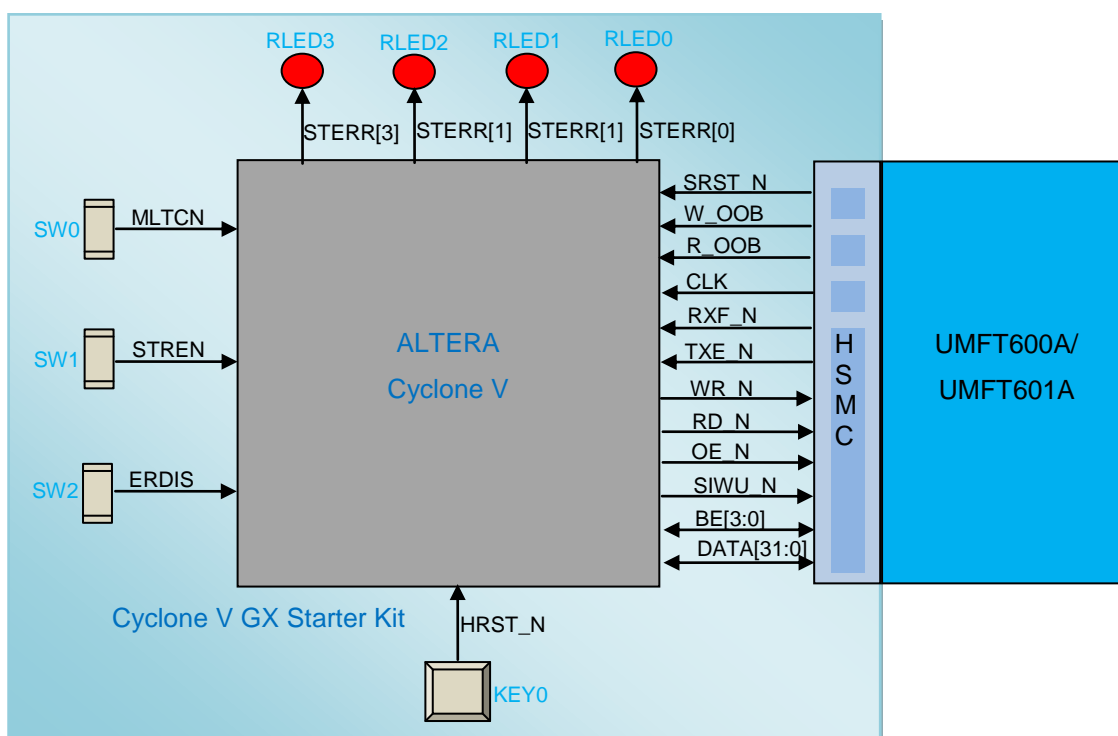 RLED3
RLED2
RLED1
RLED0
STERR[3]
STERR[1]
STERR[1]
STERR[0]
SW0
MLTCN
SW1
STREN
SW2
ERDIS
ALTERA
Cyclone V
SRST_N
W_OOB
R_OOB
CLK
RXF_N
TXE_N
WR_N
RD_N
OE_N
SIWU_N
BE[3:0]
DATA[31:0]
H
S
M
C
UMFT600A/
UMFT601A
Cyclone V GX Starter Kit
HRST_N
KEY0